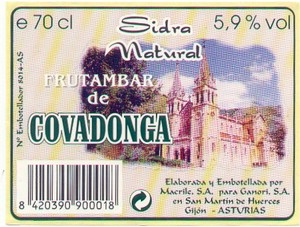 e 70 cl
Sidra
Natural
5,9 % vol
FRUTAMBAR
de
COVADONGA
Nº Embotellador 8014-AS
8 420390 900018
Elaborada y Embotellada por
Macrile, S.A. para Ganori, S.A.
en San Martín de Huerces
Gijón - ASTURIAS